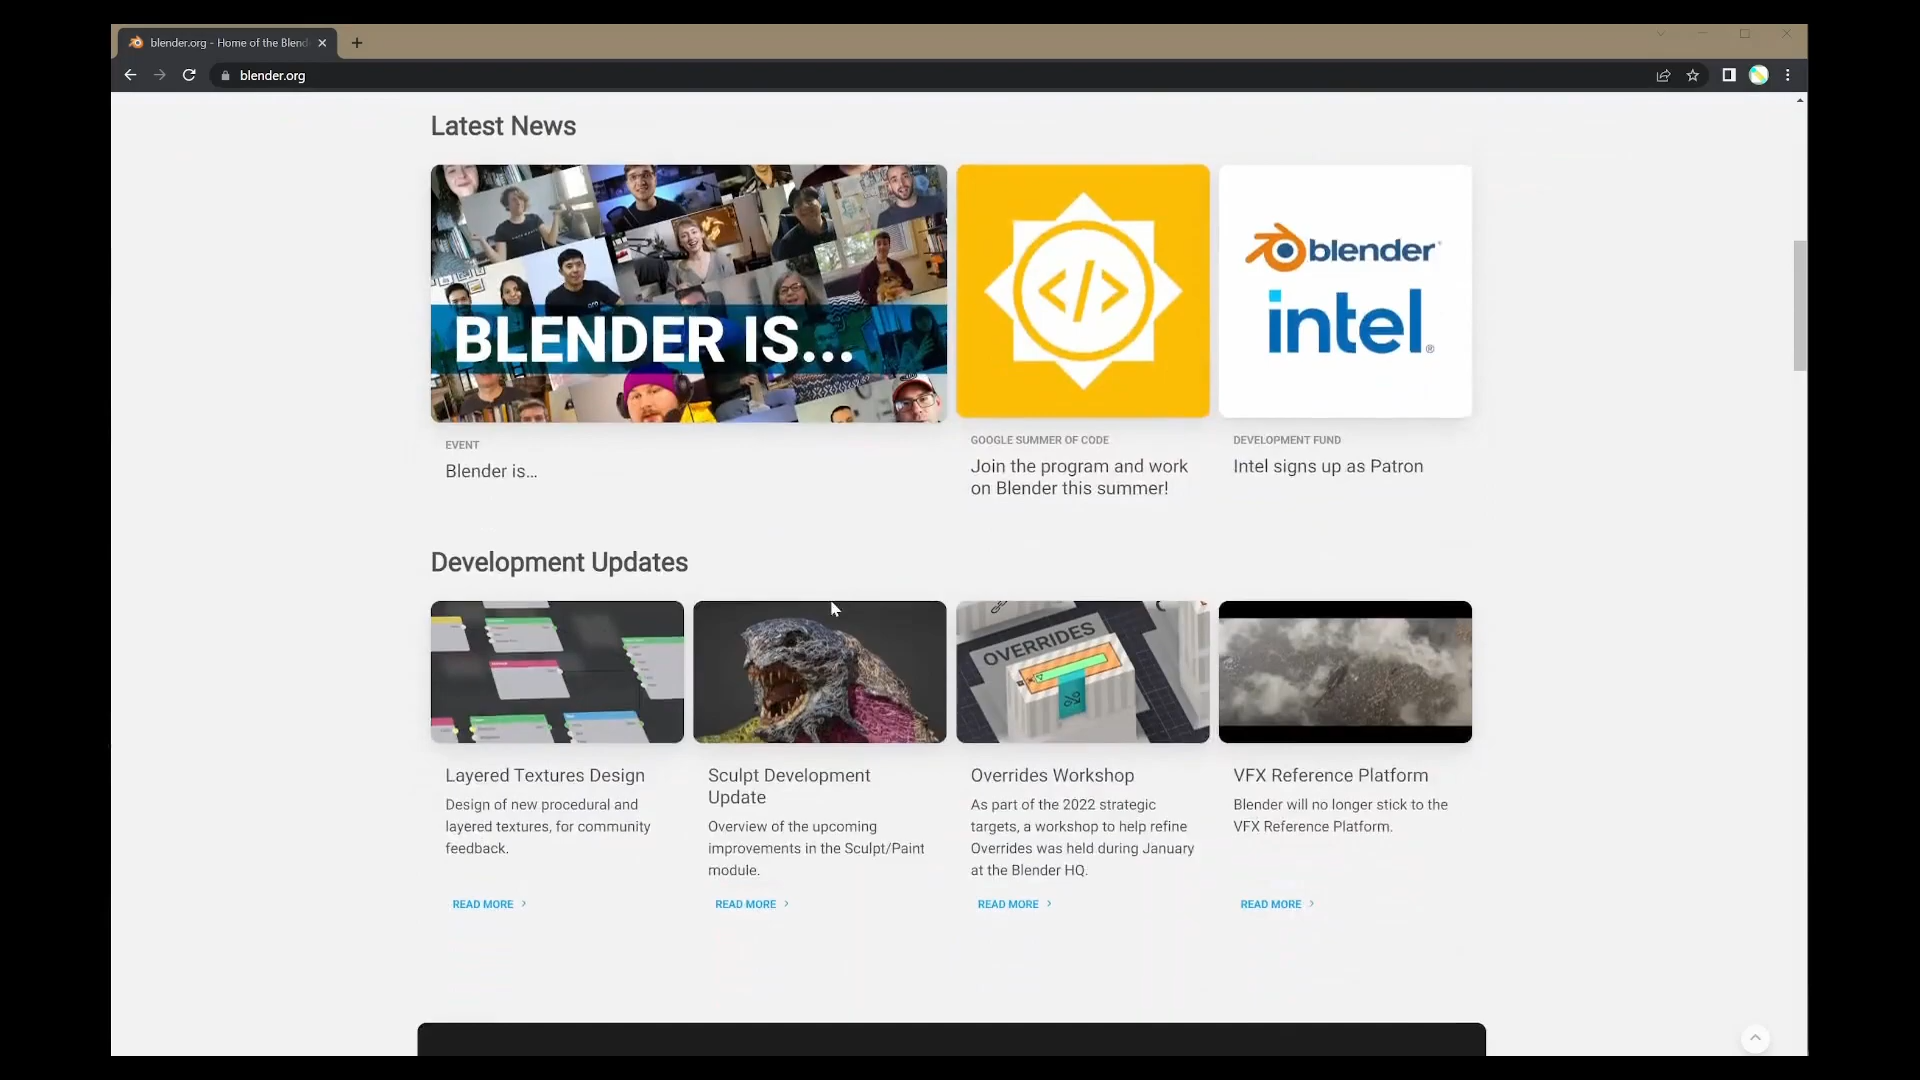 blender.org - Home of the Blend
blender.org
Latest News
BLENDER IS...
blender
intel
EVENT
Blender is...
GOOGLE SUMMER OF CODE
Join the program and work
on Blender this summer!
DEVELOPMENT FUND
Intel signs up as Patron
Development Updates
OVERRIDES
Layered Textures Design
Design of new procedural and
layered textures, for community
feedback.
READ MORE
Sculpt Development
Update
Overview of the upcoming
improvements in the Sculpt/Paint
module.
READ MORE
Overrides Workshop
As part of the 2022 strategic
targets, a workshop to help refine
Overrides was held during January
at the Blender HQ.
READ MORE
VFX Reference Platform
Blender will no longer stick to the
VFX Reference Platform.
READ MORE